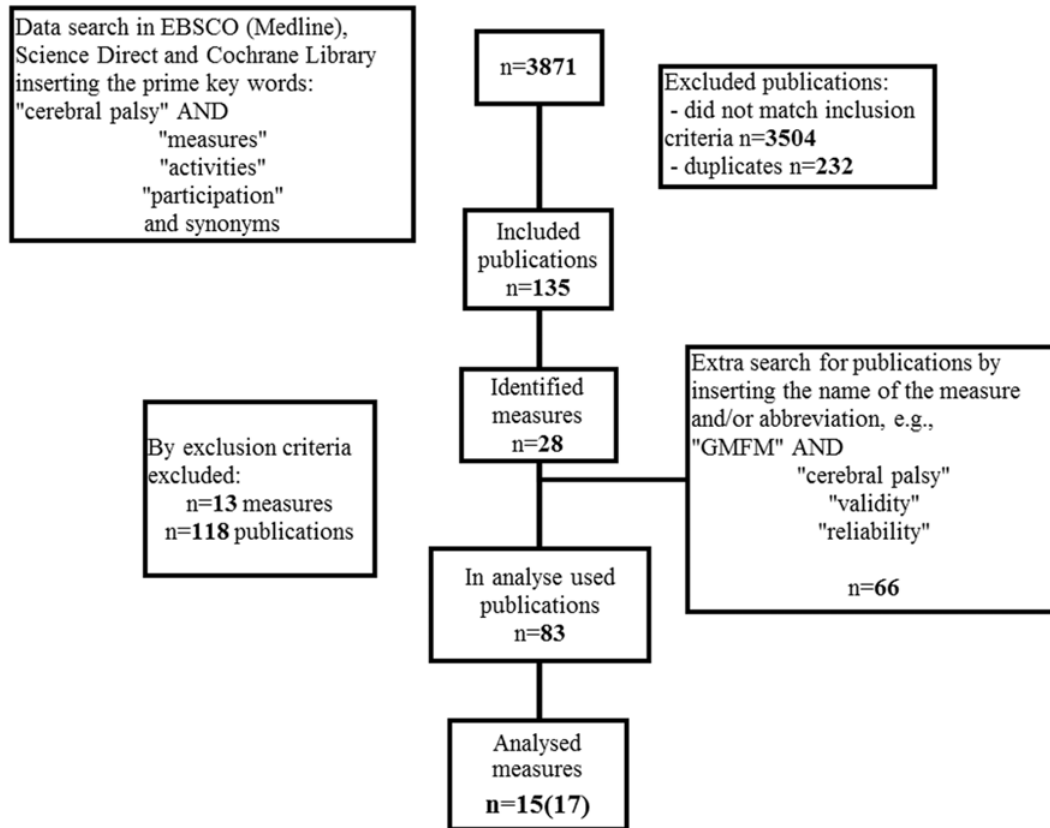 Data search in EBSCO (Medline),
Science Direct and Cochrane Library
inserting the prime key words:
"cerebral palsy" AND
"measures"
"activities"
"participation"
and synonyms
n=3871
Excluded publications:
- did not match inclusion
criteria n=3504
- duplicates n=232
Included
publications
n=135
Identified
measures
n=28
Extra search for publications by
inserting the name of the measure
and/or abbreviation, e.g.,
"GMFM" AND
"cerebral palsy"
"validity"
"reliability"
n=66
By exclusion criteria
excluded:
n=13 measures
n=118 publications
In analyse used
publications
n=83
Analysed
measures
n=15(17)